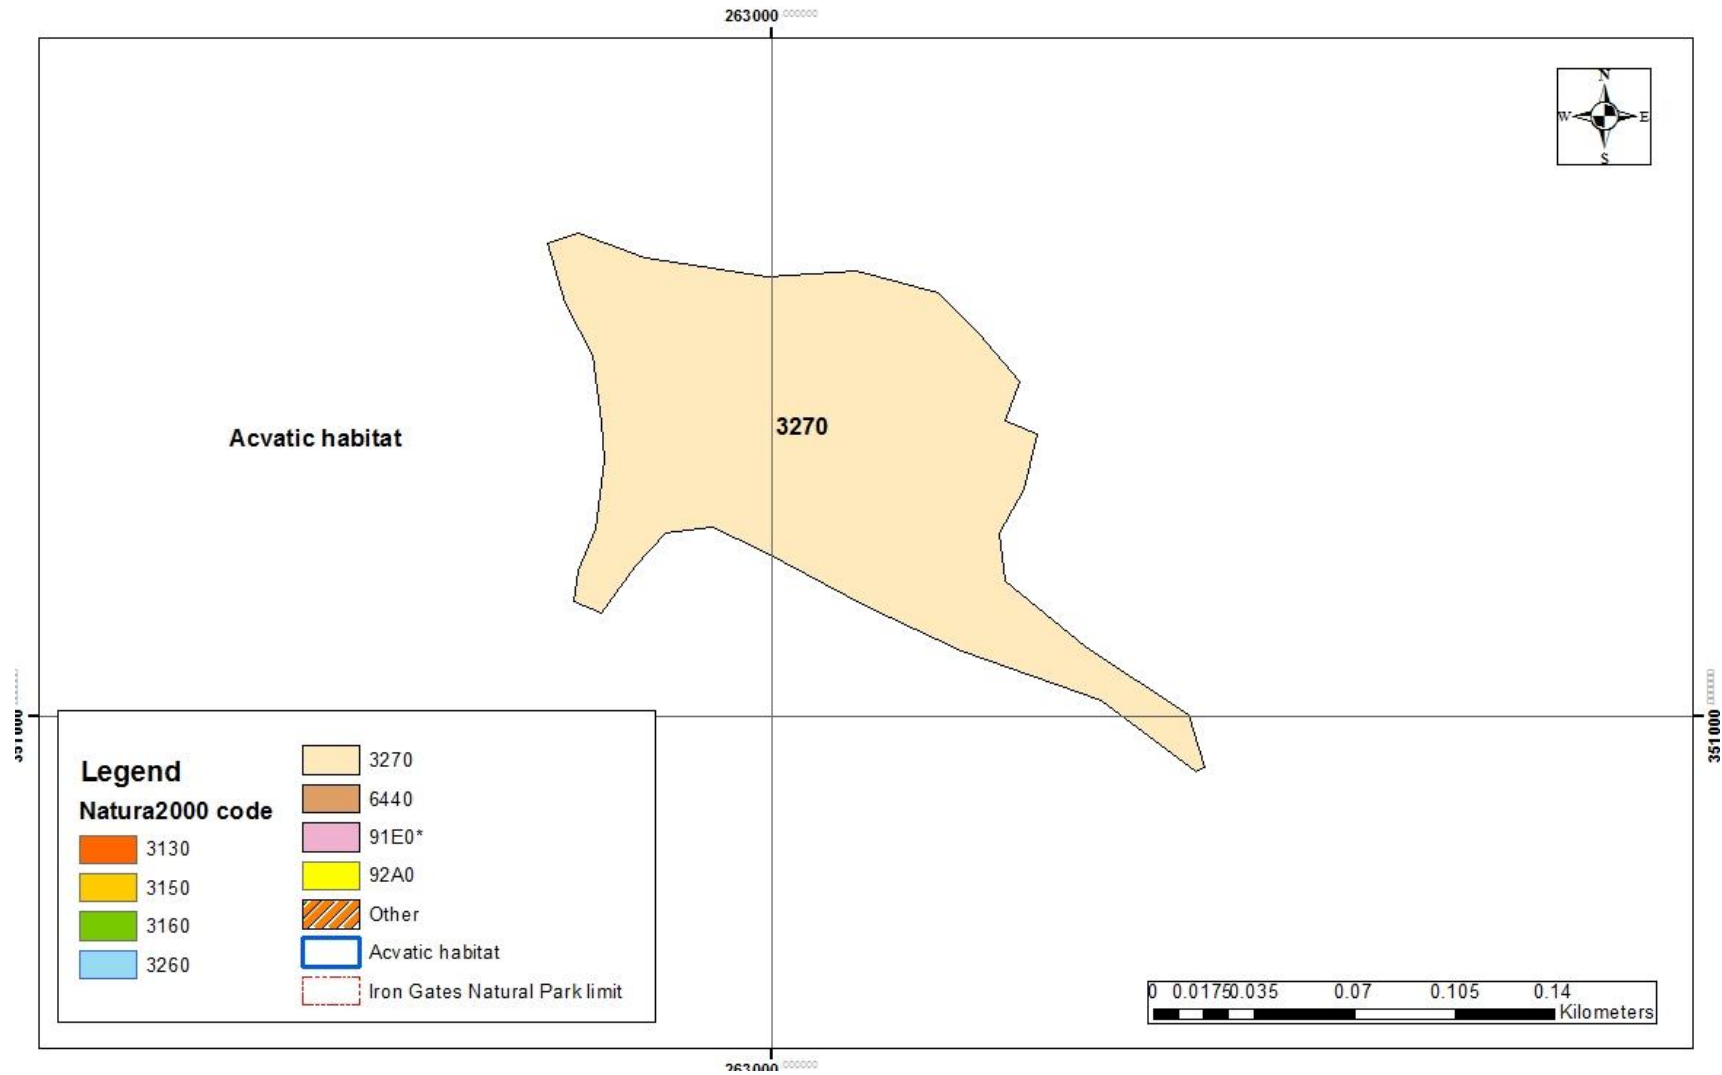 263000
N
W E
S
3270
Acvatic habitat
351000
351000
Legend
Natura2000 code
3130
3150
3160
3260
3270
6440
91E0*
92A0
Other
Acvatic habitat
Iron Gates Natural Park limit
0 0.0175 0.035 0.07 0.105 0.14
Kilometers
263000